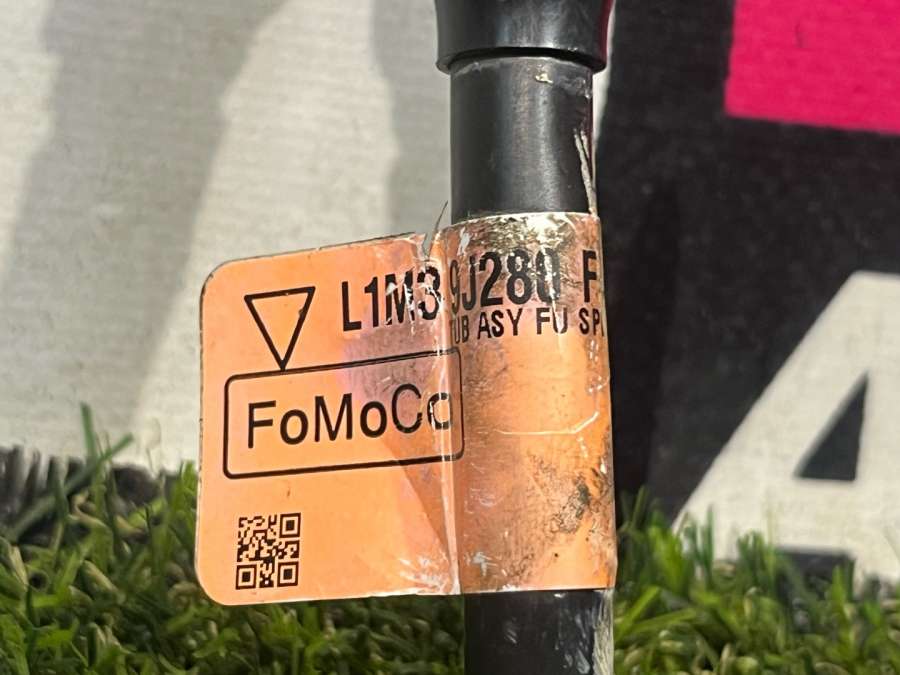 L1M3 9J280 F
TUB ASY FU SP
FoMoCo
A